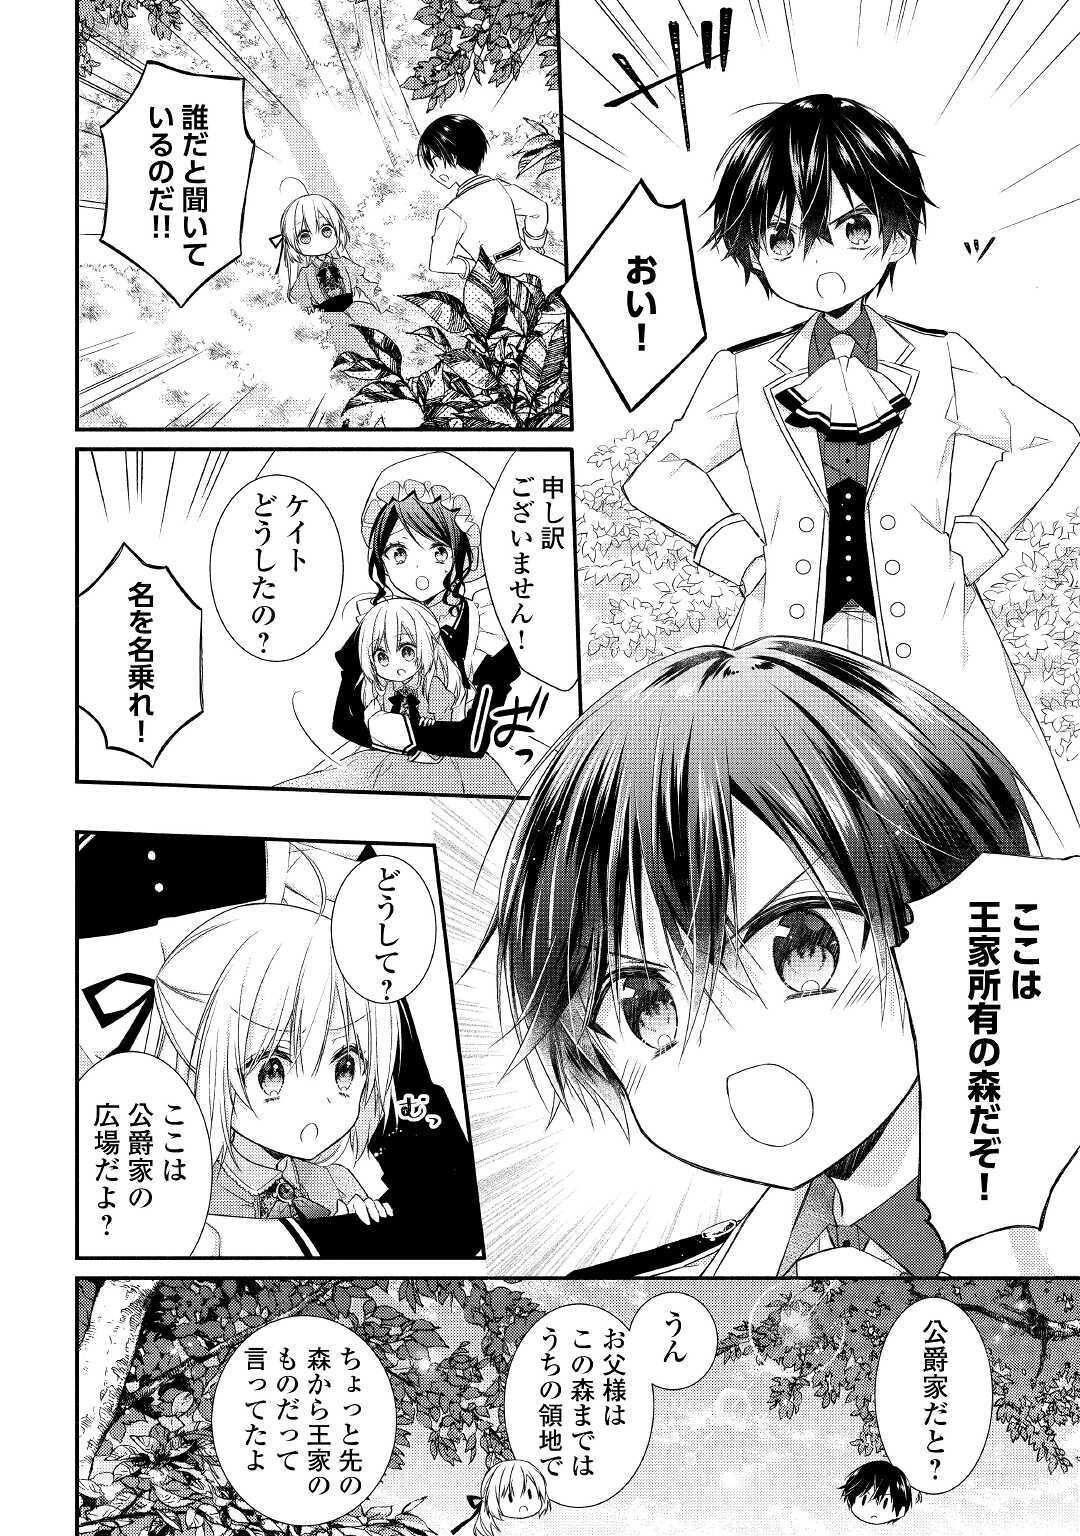 おい！
誰だと聞いて
いるのだ!!
申し訳
ございません！
ばっ
ケイト
どうしたの？
名を名乗れ！
ここは
王家所有の森だぞ！
どうして？
むっ
ここは
公爵家の
広場だよ？
公爵家だと？
うん
お父様は
この森までは
うちの領地で
ちょっと先の
森から王家の
ものだって
言ってたよ